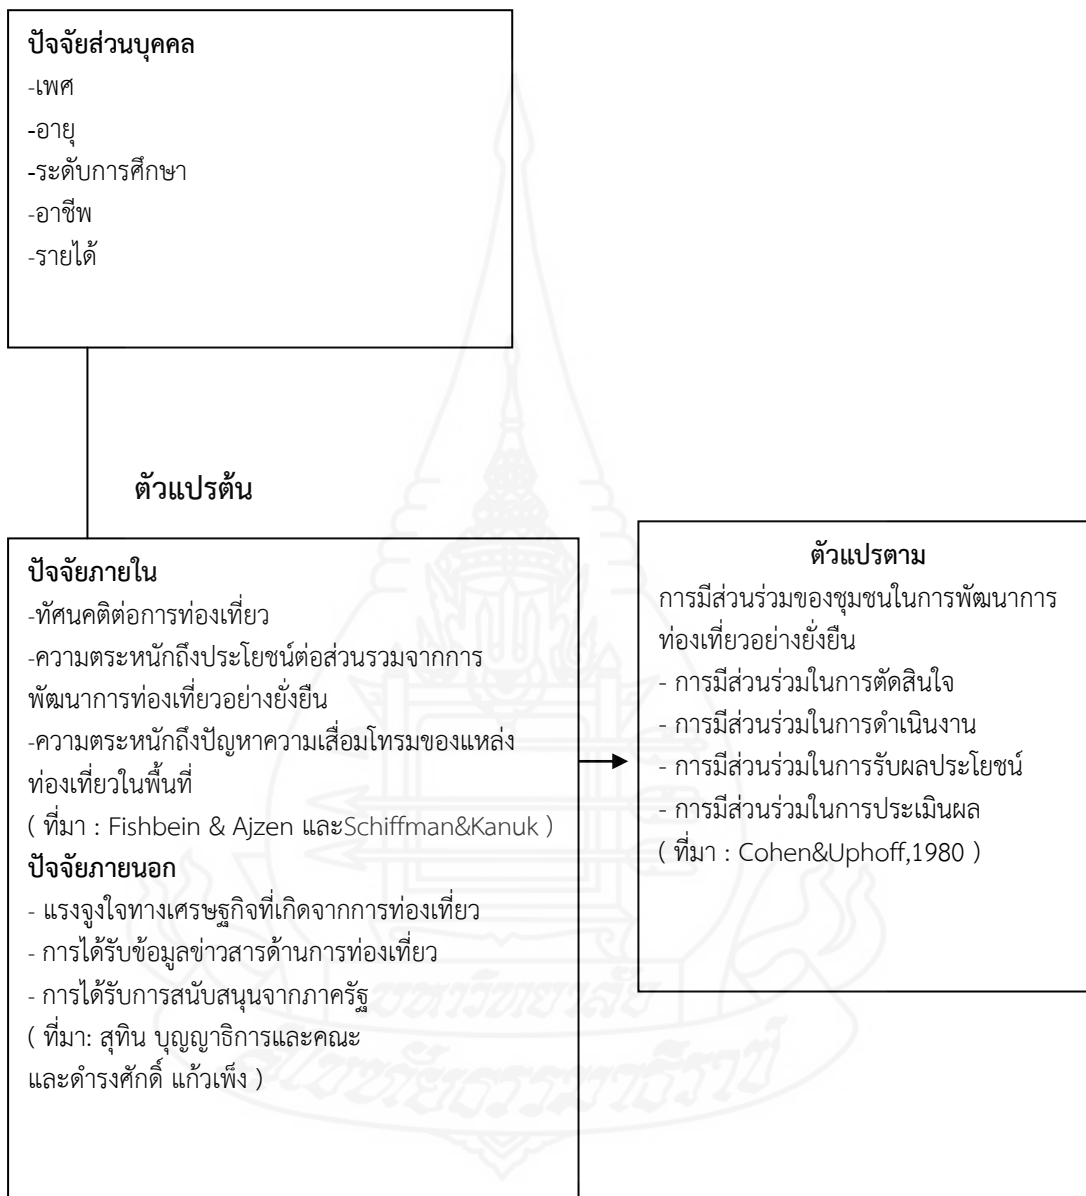 ปัจจัยส่วนบุคคล
-เพศ
-อายุ
-ระดับการศึกษา
-อาชีพ
-รายได้
ตัวแปรต้น
ปัจจัยภายใน
-ทัศนคติต่อการท่องเที่ยว
-ความตระหนักถึงประโยชน์ต่อส่วนรวมจากการ
พัฒนาการท่องเที่ยวอย่างยั่งยืน
-ความตระหนักถึงปัญหาความเสื่อมโทรมของแหล่ง
ท่องเที่ยวในพื้นที่
( ที่มา : Fishbein & Ajzen และSchiffman&Kanuk )
ปัจจัยภายนอก
- แรงจูงใจทางเศรษฐกิจที่เกิดจากการท่องเที่ยว
- การได้รับข้อมูลข่าวสารด้านการท่องเที่ยว
- การได้รับการสนับสนุนจากภาครัฐ
( ที่มา: สุทิน บุญญาธิการและคณะ
และดำรงศักดิ์ แก้วเพ็ง )
ตัวแปรตาม
การมีส่วนร่วมของชุมชนในการพัฒนาการ
ท่องเที่ยวอย่างยั่งยืน
- การมีส่วนร่วมในการตัดสินใจ
- การมีส่วนร่วมในการดำเนินงาน
- การมีส่วนร่วมในการรับผลประโยชน์
- การมีส่วนร่วมในการประเมินผล
( ที่มา : Cohen&Uphoff,1980 )
มหาวิทยาลัย
สุโขทัยธรรมาธิราช